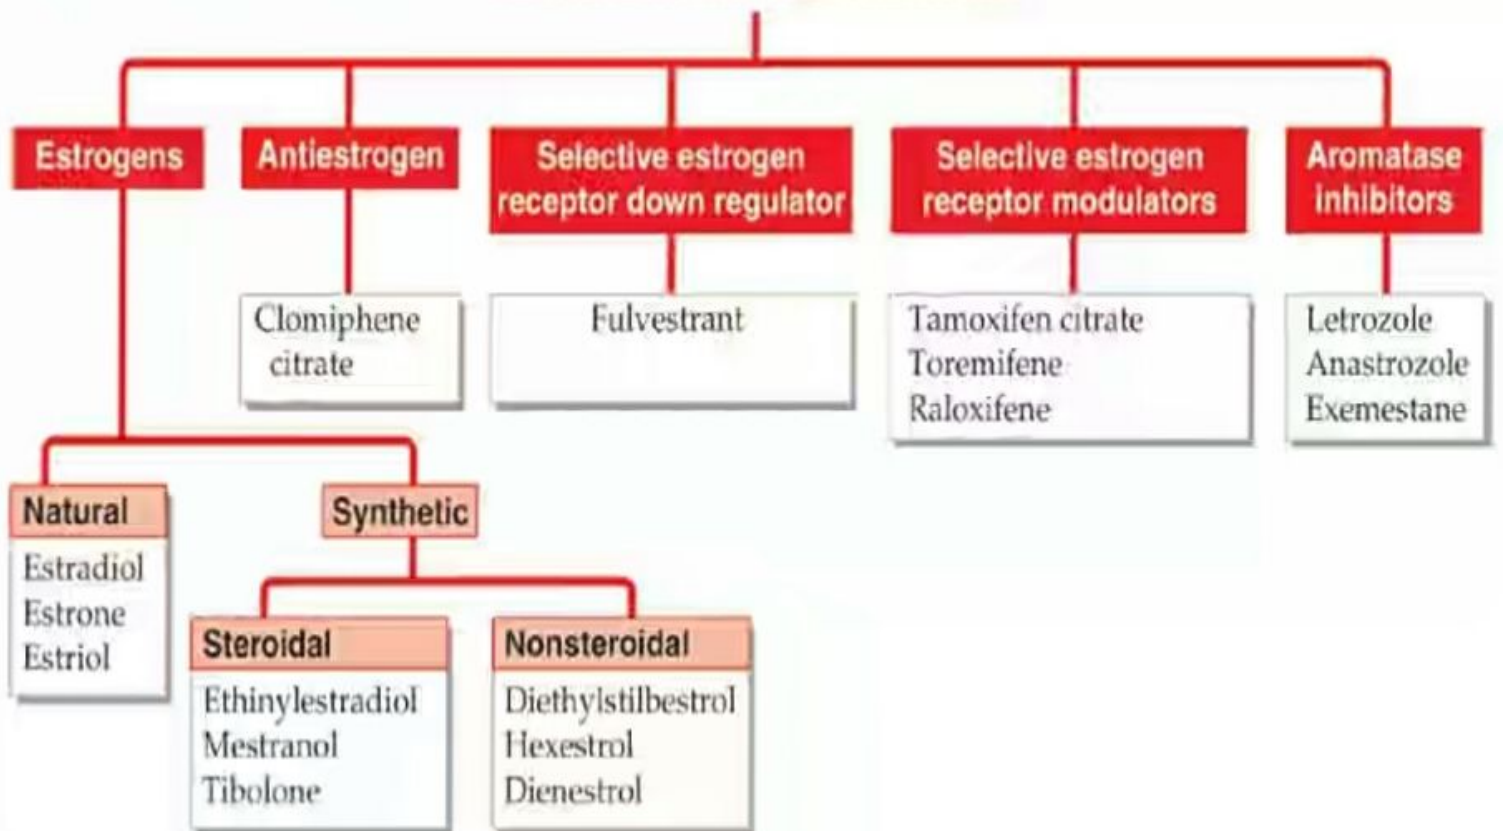 Estrogens
Antiestrogen
Selective estrogen
receptor down regulator
Selective estrogen
receptor modulators
Aromatase
inhibitors
Clomiphene
citrate
Fulvestrant
Tamoxifen citrate
Toremifene
Raloxifene
Letrozole
Anastrozole
Exemestane
Natural
Estradiol
Estrone
Estriol
Synthetic
Steroidal
Ethinylestradiol
Mestranol
Tibolone
Nonsteroidal
Diethylstilbestrol
Hexestrol
Dienestrol